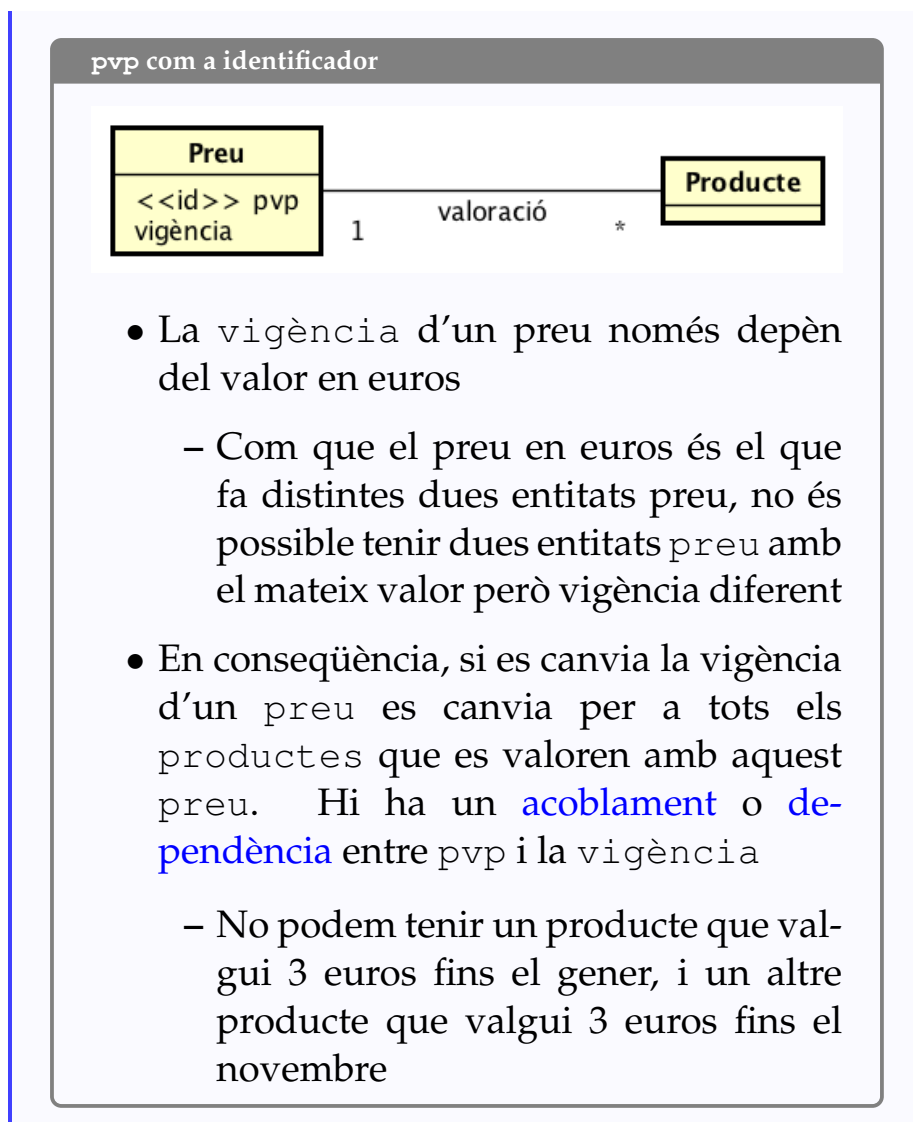 pvp com a identificador
Preu
<<id>> pvp
vigència
1
valoració
*
Producte
• La vigència d'un preu només depèn
del valor en euros
– Com que el preu en euros és el que
fa distintes dues entitats preu, no és
possible tenir dues entitats preu amb
el mateix valor però vigència diferent
• En conseqüència, si es canvia la vigència
d'un preu es canvia per a tots els
productes que es valoren amb aquest
preu. Hi ha un acoblament o de-
pendència entre pvp i la vigència
– No podem tenir un producte que val-
gui 3 euros fins el gener, i un altre
producte que valgui 3 euros fins el
novembre